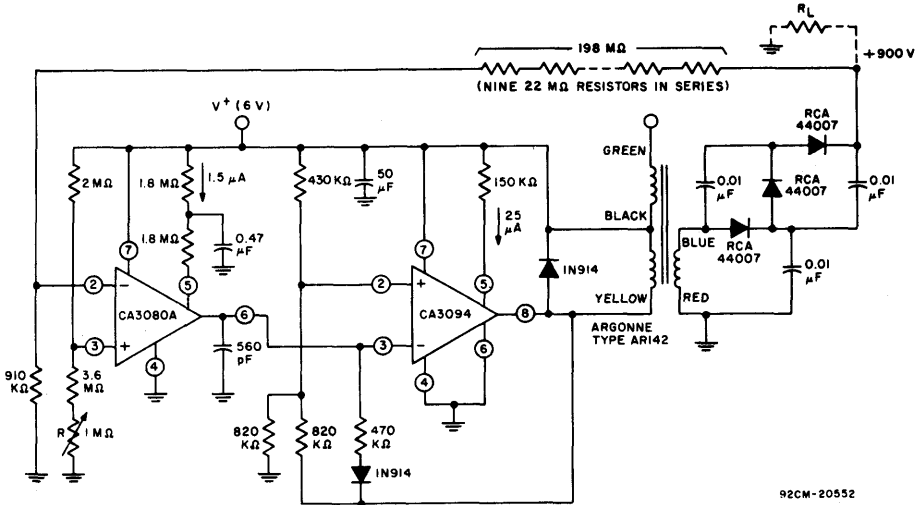 R_L
+900 V
198 MΩ
(NINE 22 MΩ RESISTORS IN SERIES)
V⁺ (6 V)
RCA
44007
GREEN
2 MΩ
1.8 MΩ
1.5 μA
430 KΩ
50
μF
150 KΩ
0.01
μF
RCA
44007
0.01
μF
BLACK
1.8 MΩ
0.47
μF
25
μA
7
7
BLUE
RCA
44007
0.01
μF
5
1N914
2
−
CA3080A
6
2
+
CA3094
5
8
YELLOW
RED
3
+
4
560
pF
3
−
4
6
ARGONNE
TYPE AR142
910
KΩ
3.6
MΩ
R
1 MΩ
820
KΩ
820
KΩ
470
KΩ
1N914
92CM-20552